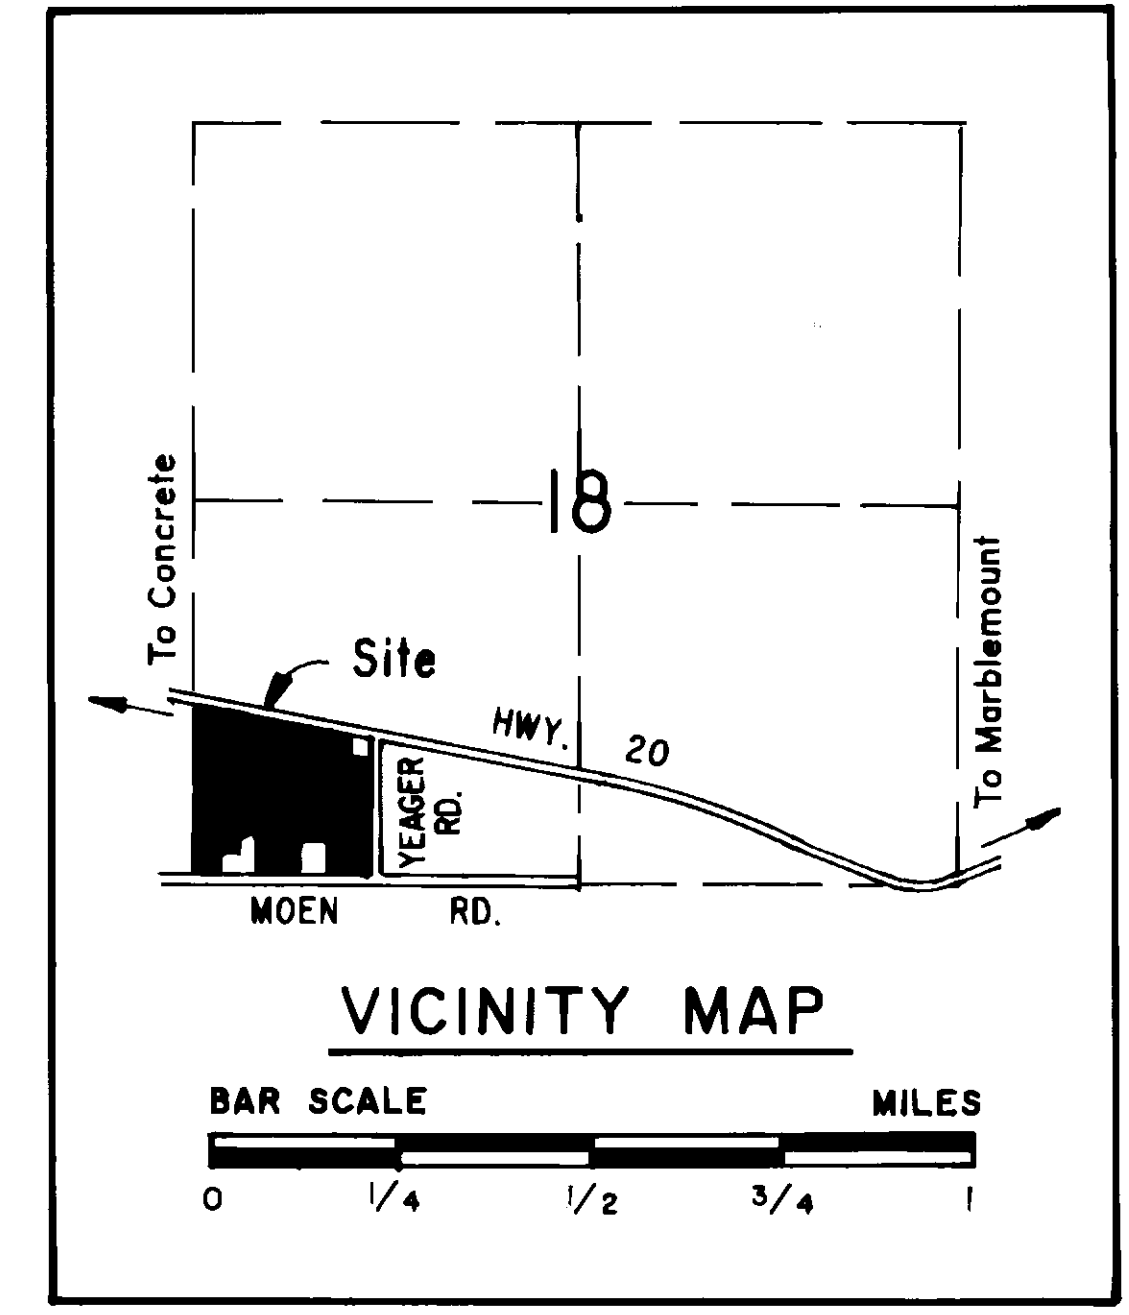 18
To Concrete
To Marblemount
Site
HWY. 20
YEAGER
RD.
MOEN RD.
VICINITY MAP
BAR SCALE MILES
0 1/4 1/2 3/4 1